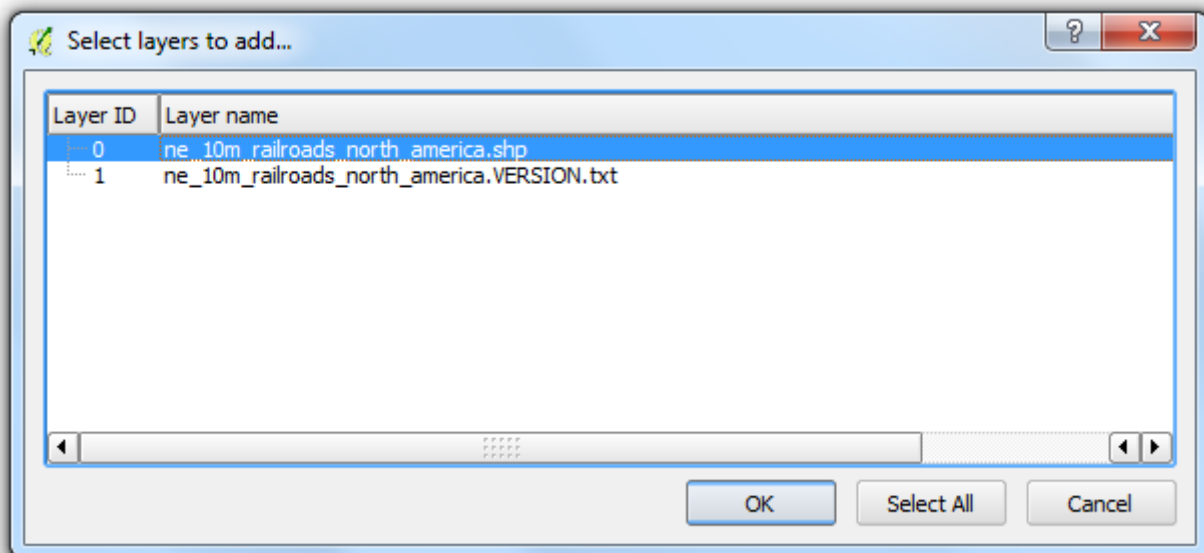 Select layers to add...
Layer ID Layer name
0 ne_10m_railroads_north_america.shp
1 ne_10m_railroads_north_america.VERSION.txt
OK Select All Cancel